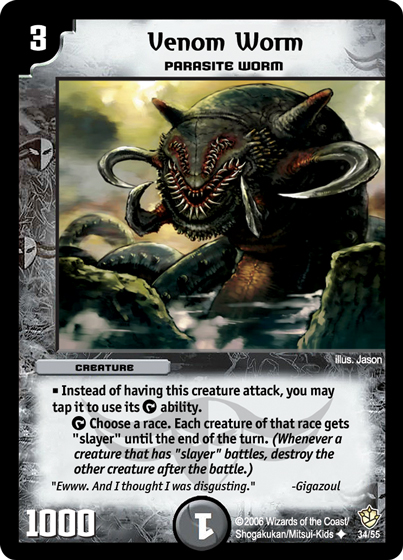 3
Venom Worm
PARASITE WORM
illus. Jason
CREATURE
▪ Instead of having this creature attack, you may
tap it to use its ability.
Choose a race. Each creature of that race gets
"slayer" until the end of the turn. (Whenever a
creature that has "slayer" battles, destroy the
other creature after the battle.)
"Ewww. And I thought I was disgusting." -Gigazoul
1000
1
© 2006 Wizards of the Coast/
Shogakukan/Mitsui-Kids ✦ 34/55